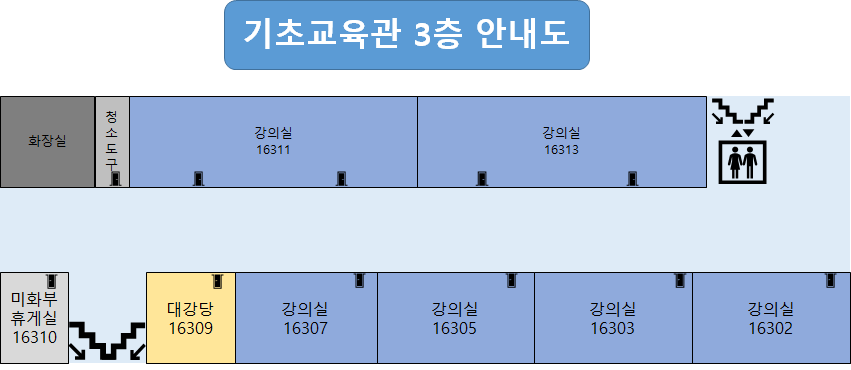 기초교육관 3층 안내도
화장실
청
소
도
구
강의실
16311
강의실
16313
미화부
휴게실
16310
대강당
16309
강의실
16307
강의실
16305
강의실
16303
강의실
16302